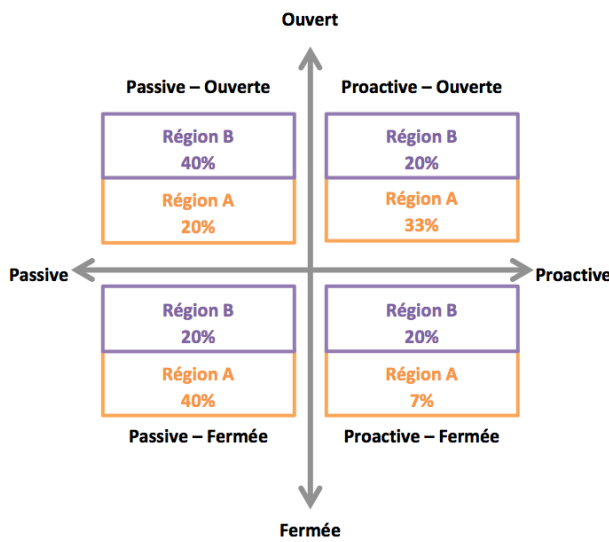 Ouvert
Passive – Ouverte
Proactive – Ouverte
Région B
40%
Région B
20%
Région A
20%
Région A
33%
Passive
Proactive
Région B
20%
Région B
20%
Région A
40%
Région A
7%
Passive – Fermée
Proactive – Fermée
Fermée